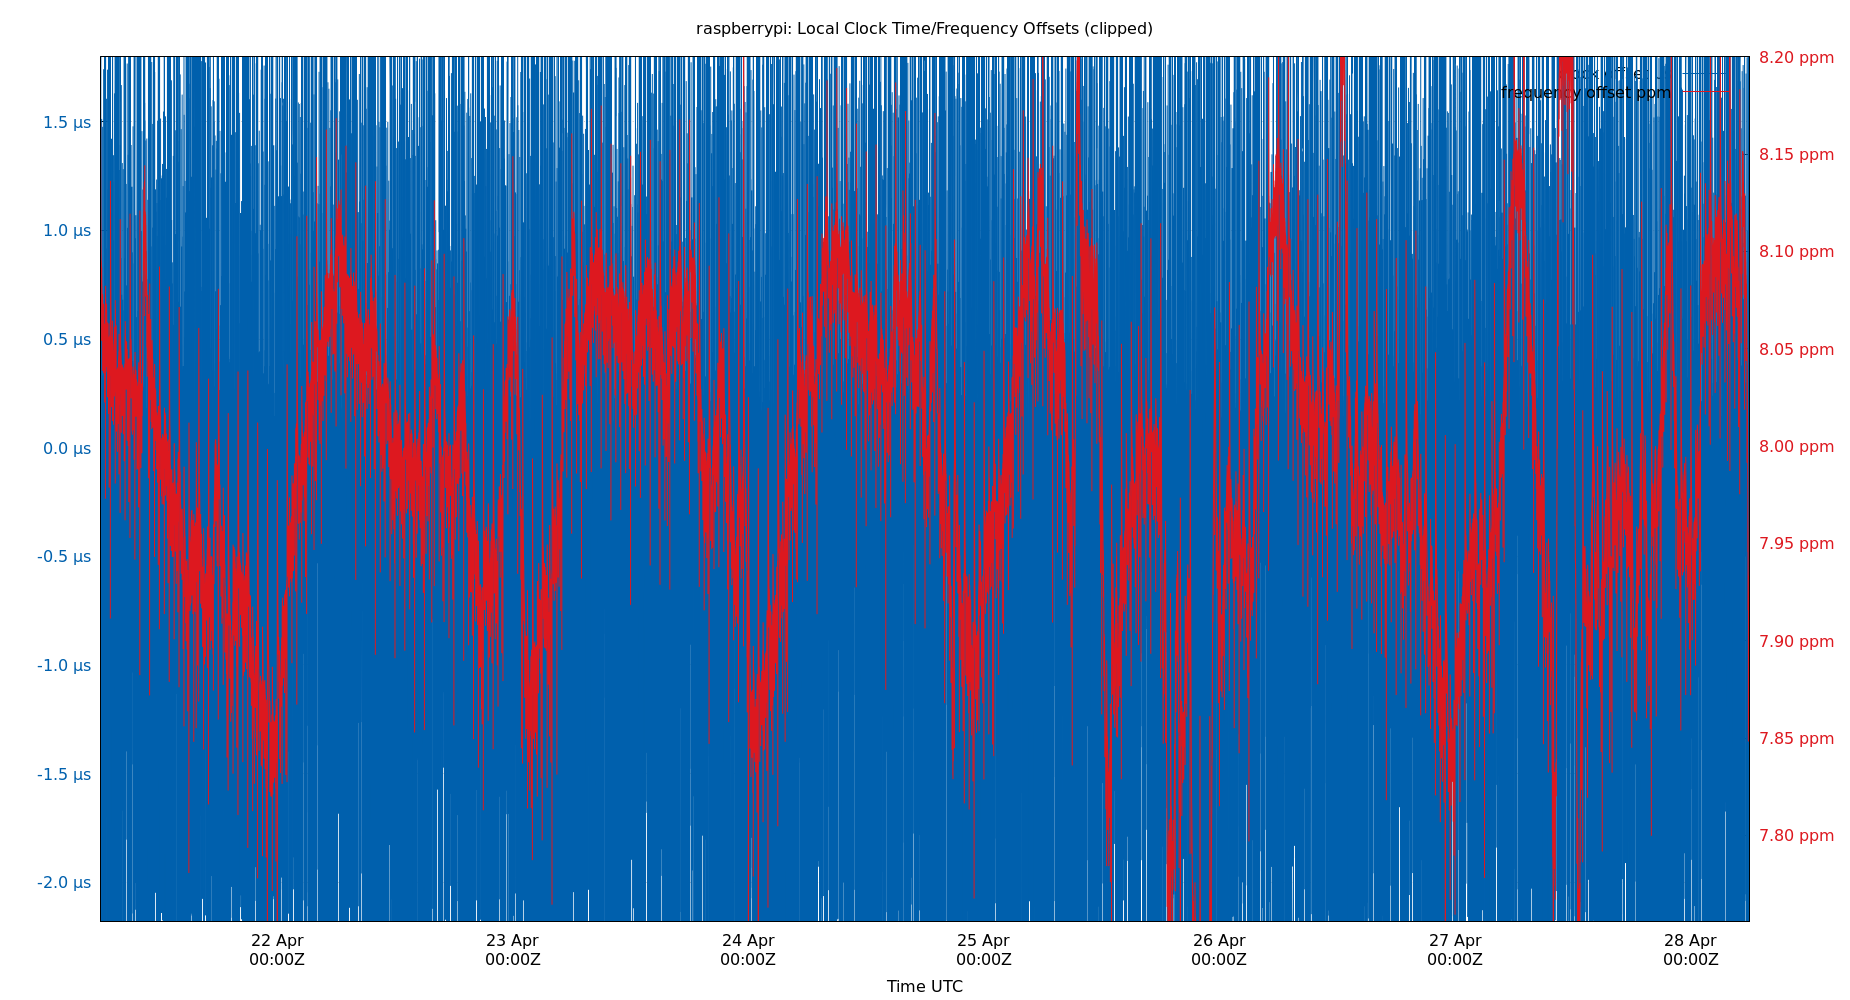 raspberrypi: Local Clock Time/Frequency Offsets (clipped)
8.20 ppm
frequency offset ppm
1.5 µs
8.15 ppm
1.0 µs
8.10 ppm
0.5 µs
8.05 ppm
0.0 µs
8.00 ppm
-0.5 µs
7.95 ppm
-1.0 µs
7.90 ppm
-1.5 µs
7.85 ppm
7.80 ppm
-2.0 µs
22 Apr 23 Apr 24 Apr 25 Apr 26 Apr 27 Apr 28 Apr
00:00Z 00:00Z 00:00Z 00:00Z 00:00Z 00:00Z 00:00Z
Time UTC